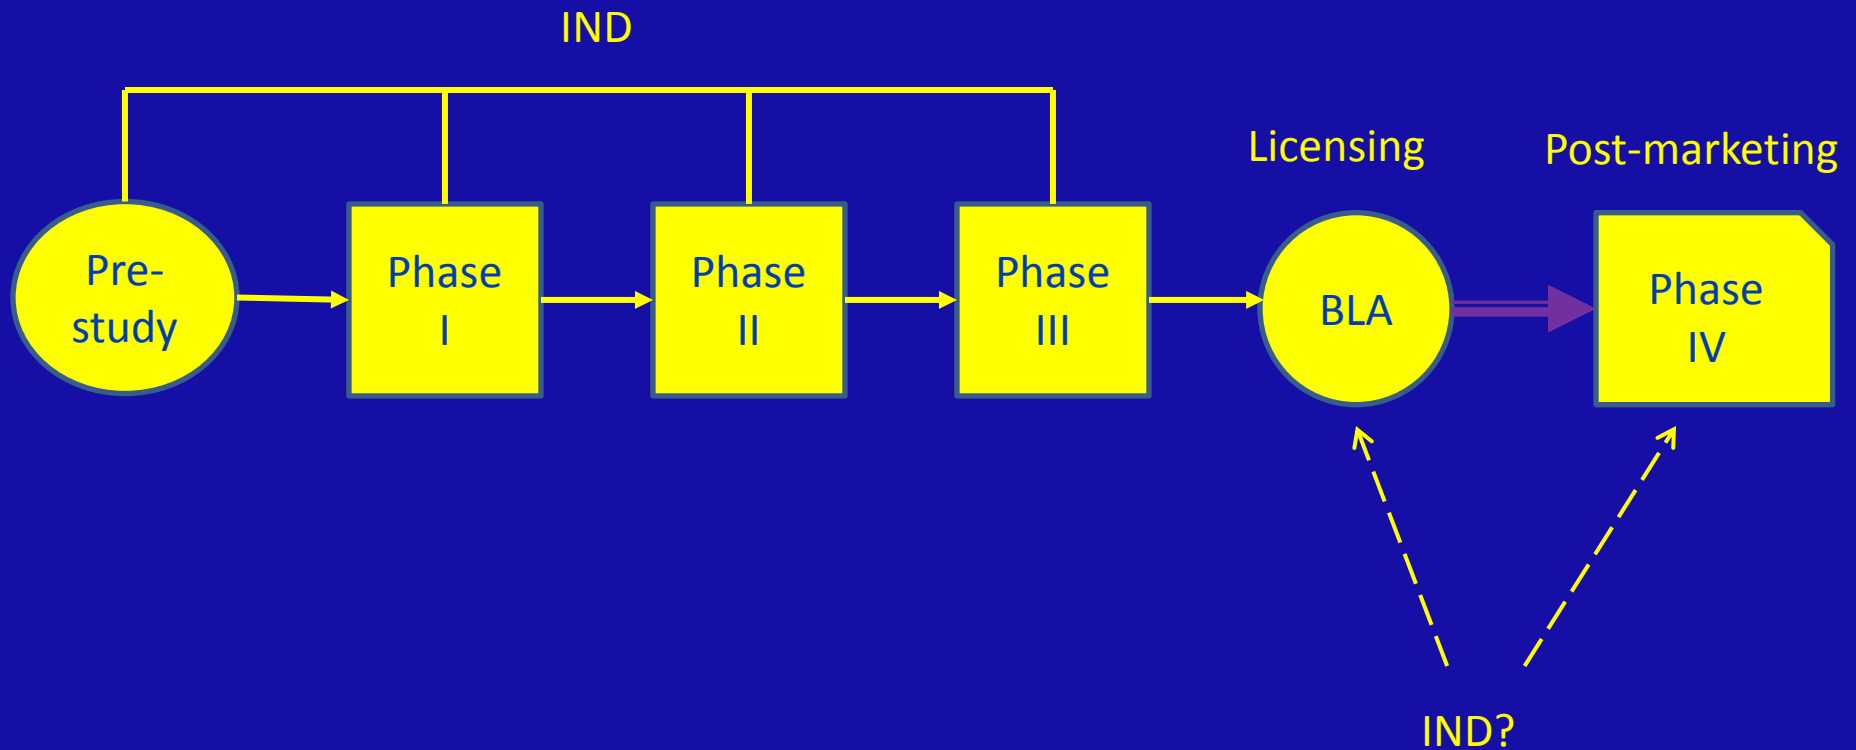 IND
Licensing
Post-marketing
Pre-
study
Phase
I
Phase
II
Phase
III
BLA
Phase
IV
IND?